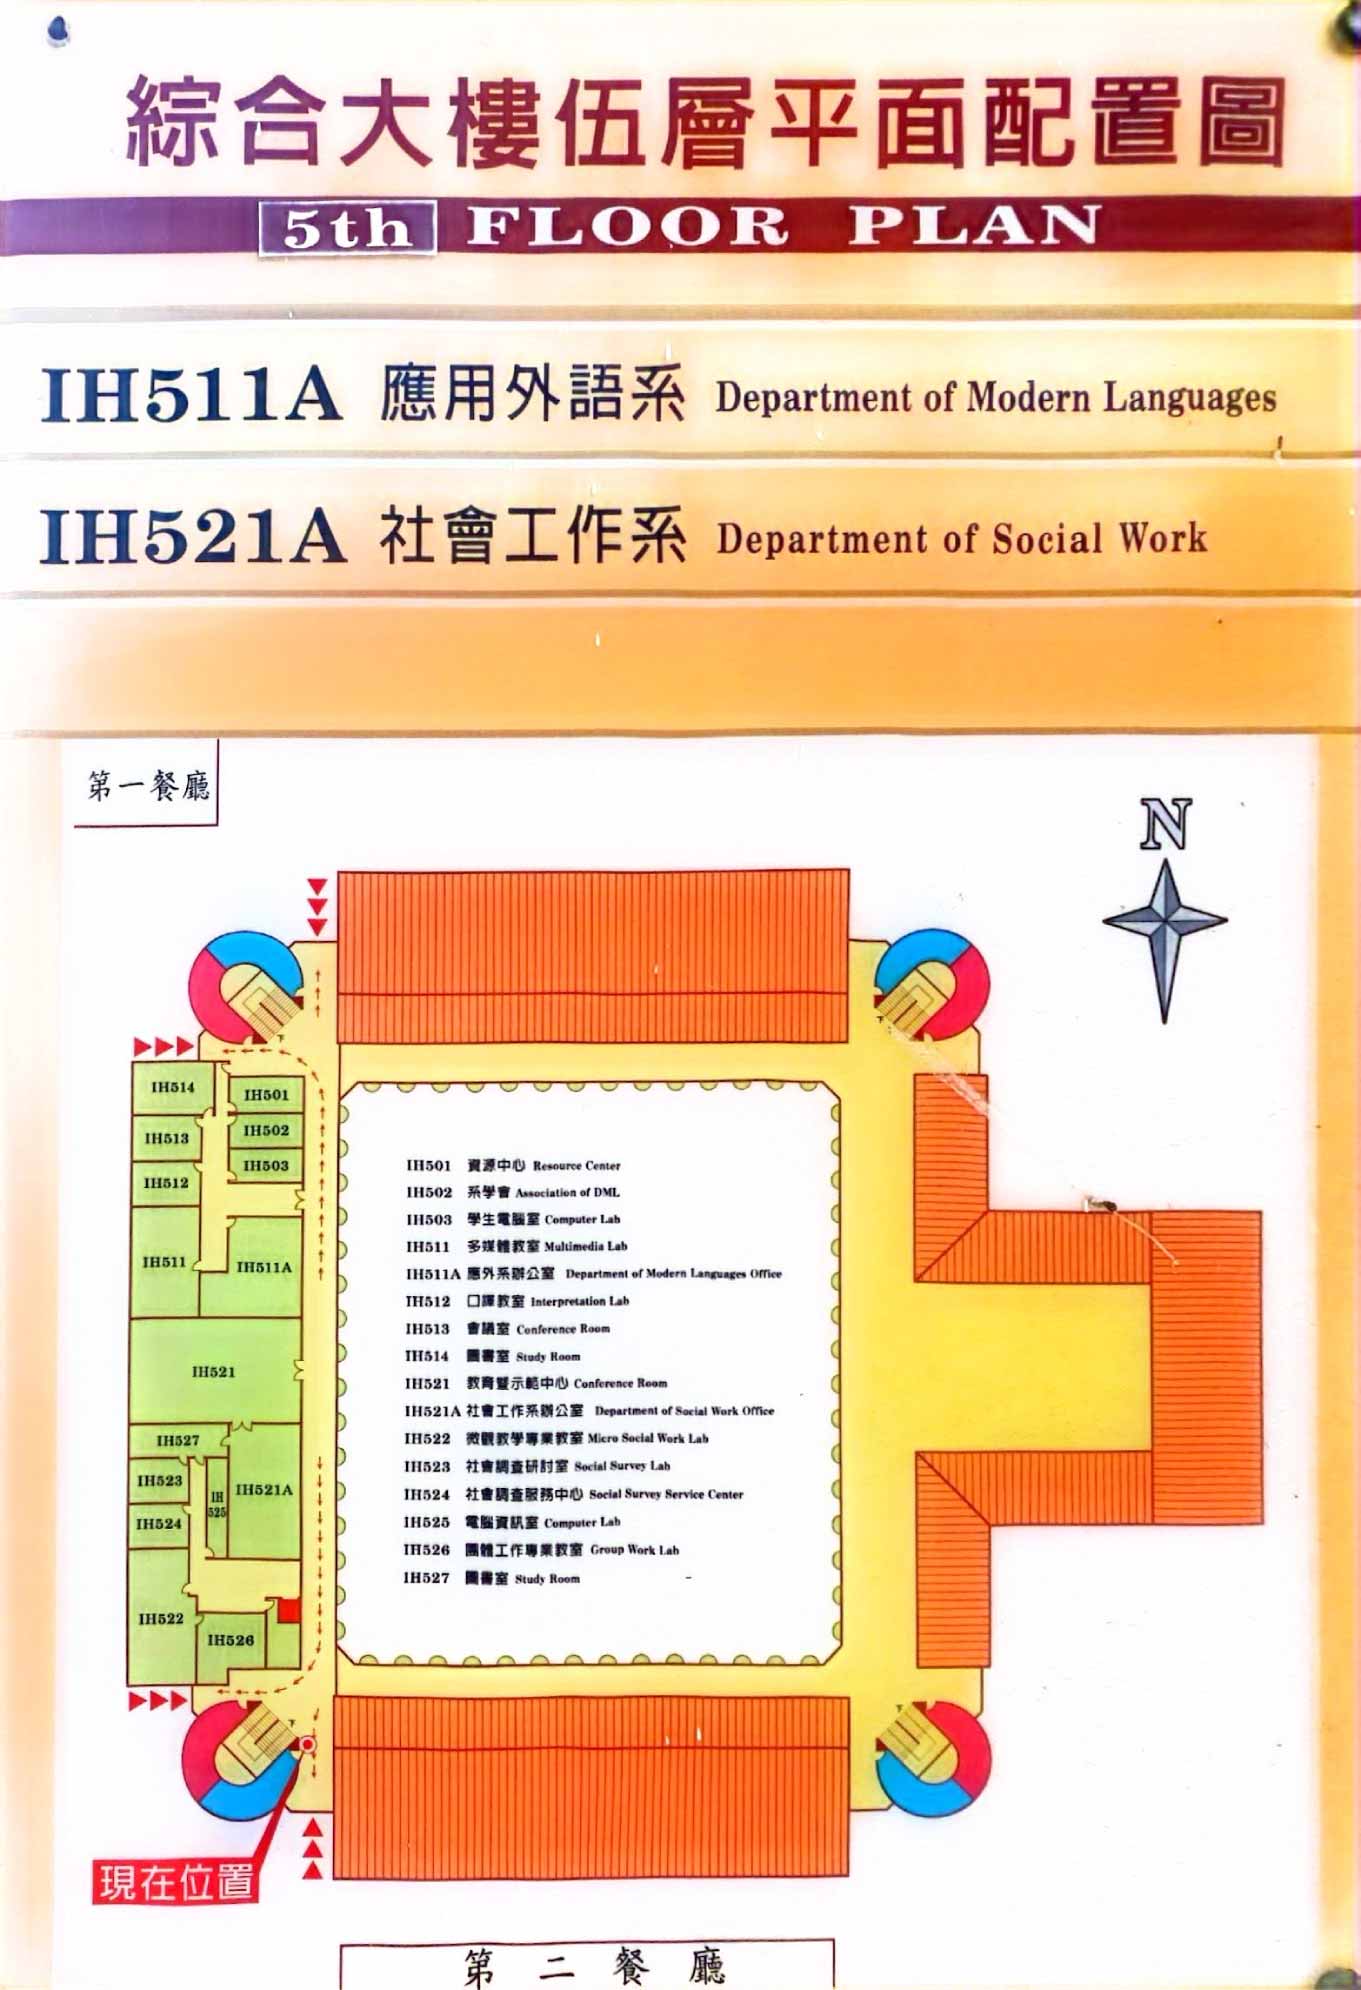 綜合大樓伍層平面配置圖
5th FLOOR PLAN
IH511A 應用外語系 Department of Modern Languages
IH521A 社會工作系 Department of Social Work
第一餐廳
N
下
下
IH514
IH501
IH513
IH502
IH503
IH512
IH511
IH511A
IH521
IH527
IH523
IH
525
IH521A
IH524
IH522
IH526
IH501 資源中心 Resource Center
IH502 系學會 Association of DML
IH503 學生電腦室 Computer Lab
IH511 多媒體教室 Multimedia Lab
IH511A 應外系辦公室 Department of Modern Languages Office
IH512 口譯教室 Interpretation Lab
IH513 會議室 Conference Room
IH514 圖書室 Study Room
IH521 教育暨示範中心 Conference Room
IH521A 社會工作系辦公室 Department of Social Work Office
IH522 微觀教學專業教室 Micro Social Work Lab
IH523 社會調查研討室 Social Survey Lab
IH524 社會調查服務中心 Social Survey Service Center
IH525 電腦資訊室 Computer Lab
IH526 團體工作專業教室 Group Work Lab
IH527 圖書室 Study Room
下
下
現在位置
第二餐廳